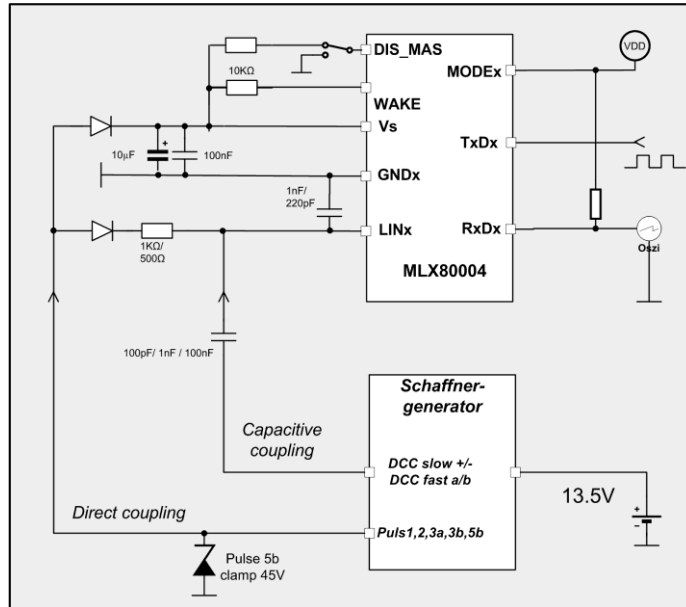 DIS_MAS
VDD
MODEx
10KΩ
WAKE
Vs
TxDx
10µF
+
100nF
GNDx
1nF/
220pF
LINx
RxDx
1KΩ/
500Ω
Oszi
MLX80004
100pF/ 1nF / 100nF
Schaffner-
generator
Capacitive
coupling
DCC slow +/-
DCC fast a/b
13.5V
+
−
Direct coupling
Puls1,2,3a,3b,5b
Pulse 5b
clamp 45V